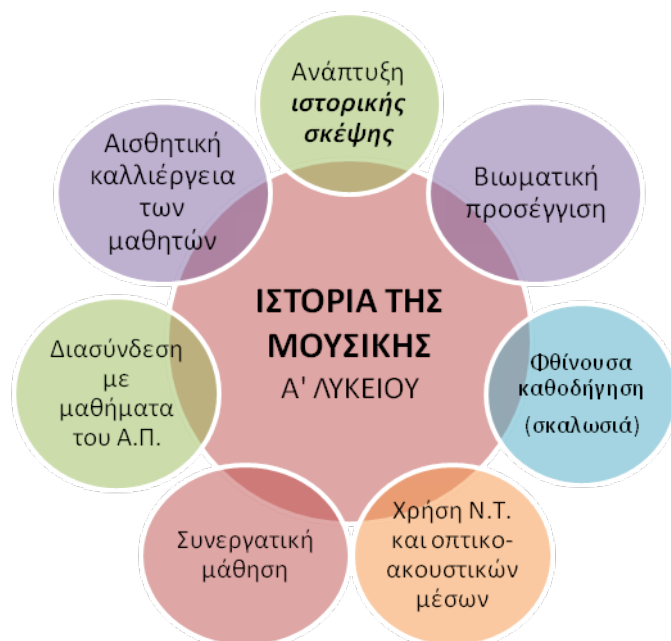 Ανάπτυξη
ιστορικής
σκέψης
Βιωματική
προσέγγιση
Φθίνουσα
καθοδήγηση
(σκαλωσιά)
Χρήση Ν.Τ.
και οπτικο-
ακουστικών
μέσων
Συνεργατική
μάθηση
Διασύνδεση
με
μαθήματα
του Α.Π.
Αισθητική
καλλιέργεια
των
μαθητών
ΙΣΤΟΡΙΑ ΤΗΣ
ΜΟΥΣΙΚΗΣ
Α' ΛΥΚΕΙΟΥ